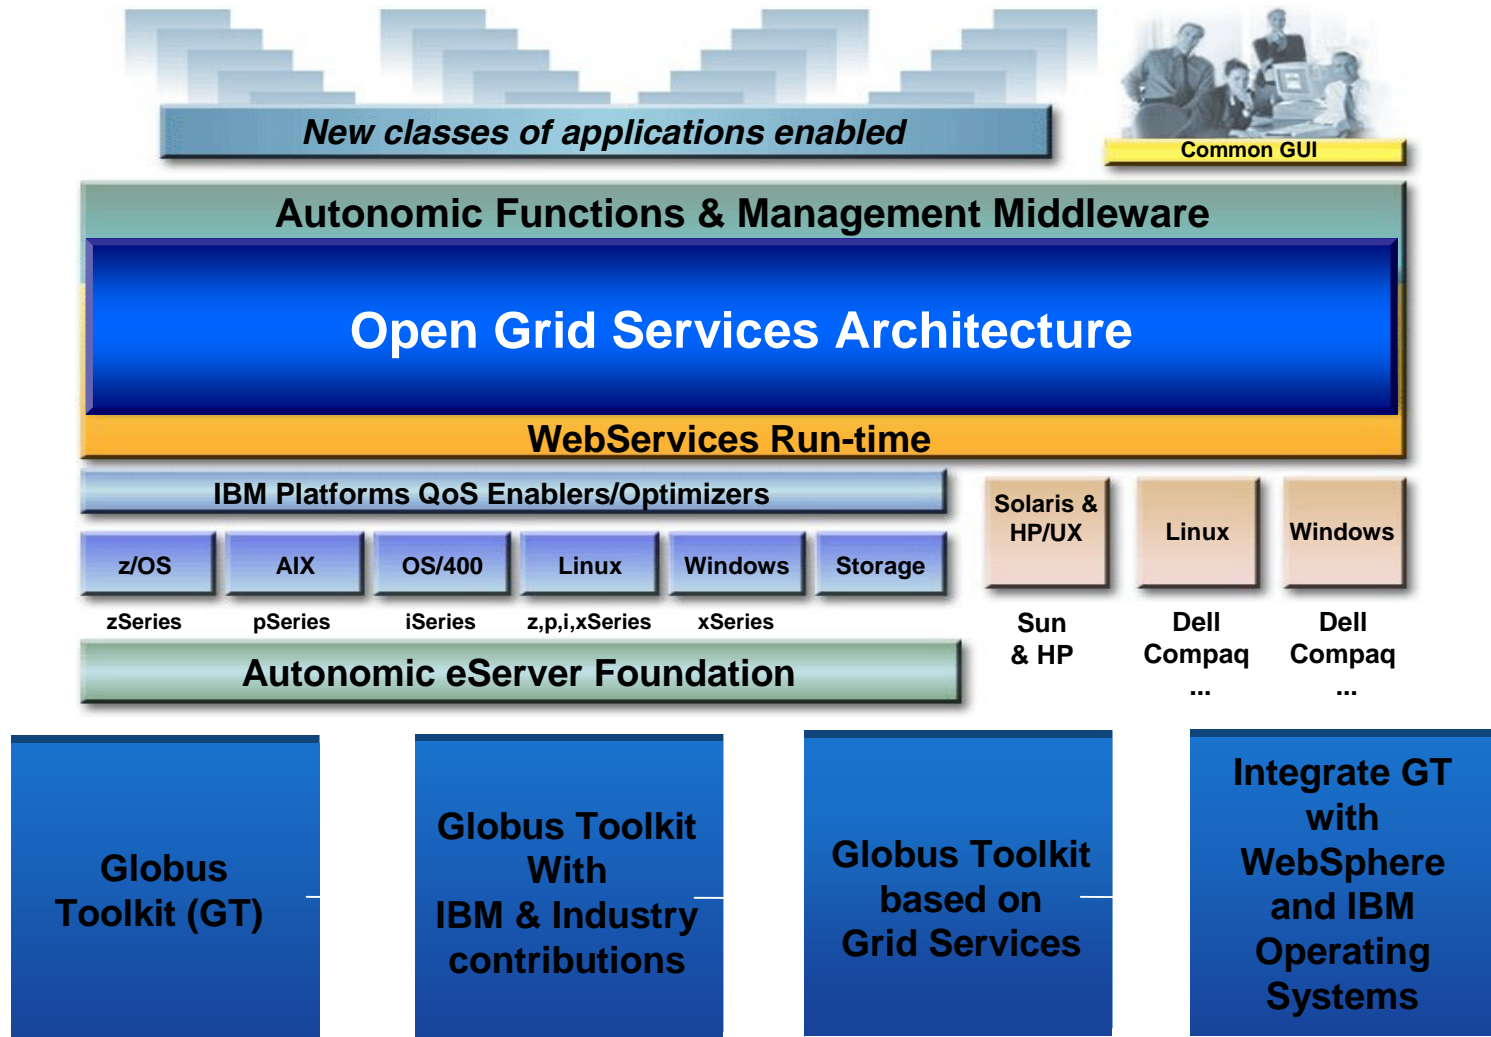 New classes of applications enabled
Common GUI
Autonomic Functions & Management Middleware
Open Grid Services Architecture
WebServices Run-time
IBM Platforms QoS Enablers/Optimizers
z/OS
AIX
OS/400
Linux
Windows
Storage
zSeries
pSeries
iSeries
z,p,i,xSeries
xSeries
Autonomic eServer Foundation
Solaris &
HP/UX
Linux
Windows
Sun
& HP
Dell
Compaq
...
Dell
Compaq
...
Globus
Toolkit (GT)
Globus Toolkit
With
IBM & Industry
contributions
Globus Toolkit
based on
Grid Services
Integrate GT
with
WebSphere
and IBM
Operating
Systems